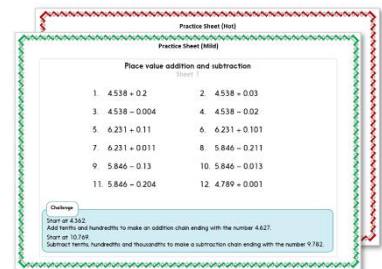 Practice Sheet (Hot)
Practice Sheet (Mild)
Place value addition and subtraction
Sheet 1
1. 4.538 + 0.2 2. 4.538 + 0.03
3. 4.538 – 0.004 4. 4.538 – 0.02
5. 6.231 + 0.11 6. 6.231 + 0.101
7. 6.231 + 0.011 8. 5.846 – 0.211
9. 5.846 – 0.13 10. 5.846 – 0.013
11. 5.846 – 0.204 12. 4.789 + 0.001
Challenge
Start at 4.362.
Add tenths and hundredths to make an addition chain ending with the number 4.627.
Start at 10.769.
Subtract tenths, hundredths and thousandths to make a subtraction chain ending with the number 9.782.